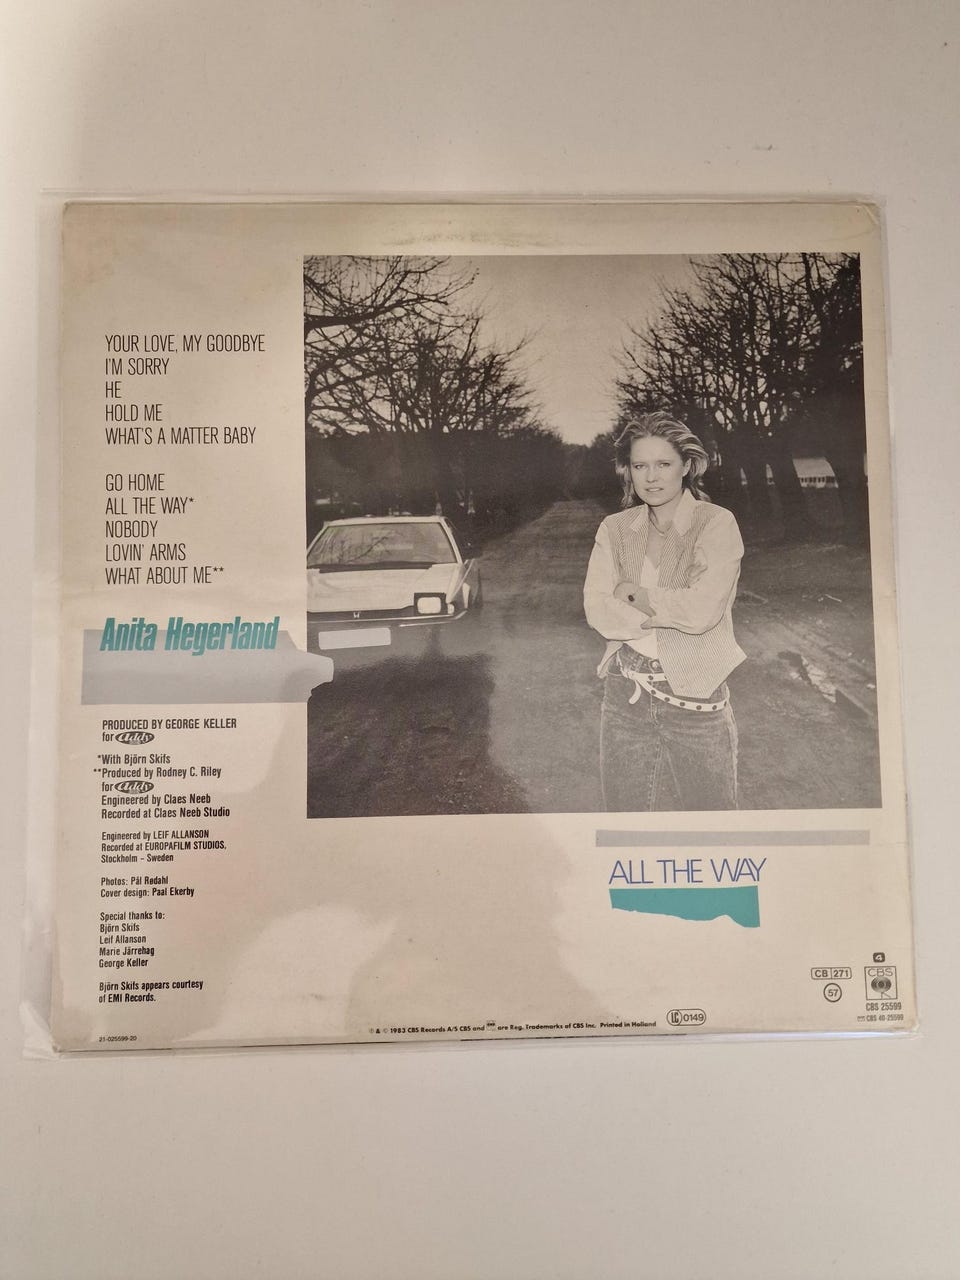 YOUR LOVE, MY GOODBYE
I'M SORRY
HE
HOLD ME
WHAT'S A MATTER BABY
GO HOME
ALL THE WAY*
NOBODY
LOVIN' ARMS
WHAT ABOUT ME**
Anita Hegerland
PRODUCED BY GEORGE KELLER
for
*With Björn Skifs
**Produced by Rodney C. Riley
for
Engineered by Claes Neeb
Recorded at Claes Neeb Studio
Engineered by LEIF ALLANSON
Recorded at EUROPAFILM STUDIOS,
Stockholm – Sweden
Photos: Pål Rødahl
Cover design: Paal Ekerby
Special thanks to:
Björn Skifs
Leif Allanson
Marie Järrehag
George Keller
Björn Skifs appears courtesy
of EMI Records.
21-025599-20
ALL THE WAY
℗ & © 1983 CBS Records A/S CBS and are Reg. Trademarks of CBS Inc. Printed in Holland
LC 0149
CB 271
57
4
CBS
CBS 25599
CBS 40-25599